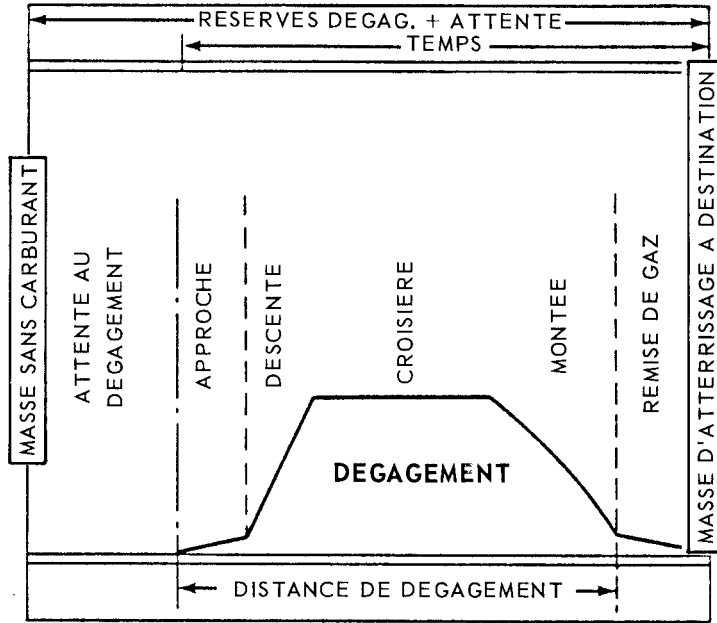 RESERVES DEGAG. + ATTENTE
TEMPS
MASSE SANS CARBURANT
ATTENTE AU
DEGAGEMENT
APPROCHE
DESCENTE
CROISIERE
MONTEE
REMISE DE GAZ
MASSE D'ATTERRISSAGE A DESTINATION
DEGAGEMENT
DISTANCE DE DEGAGEMENT